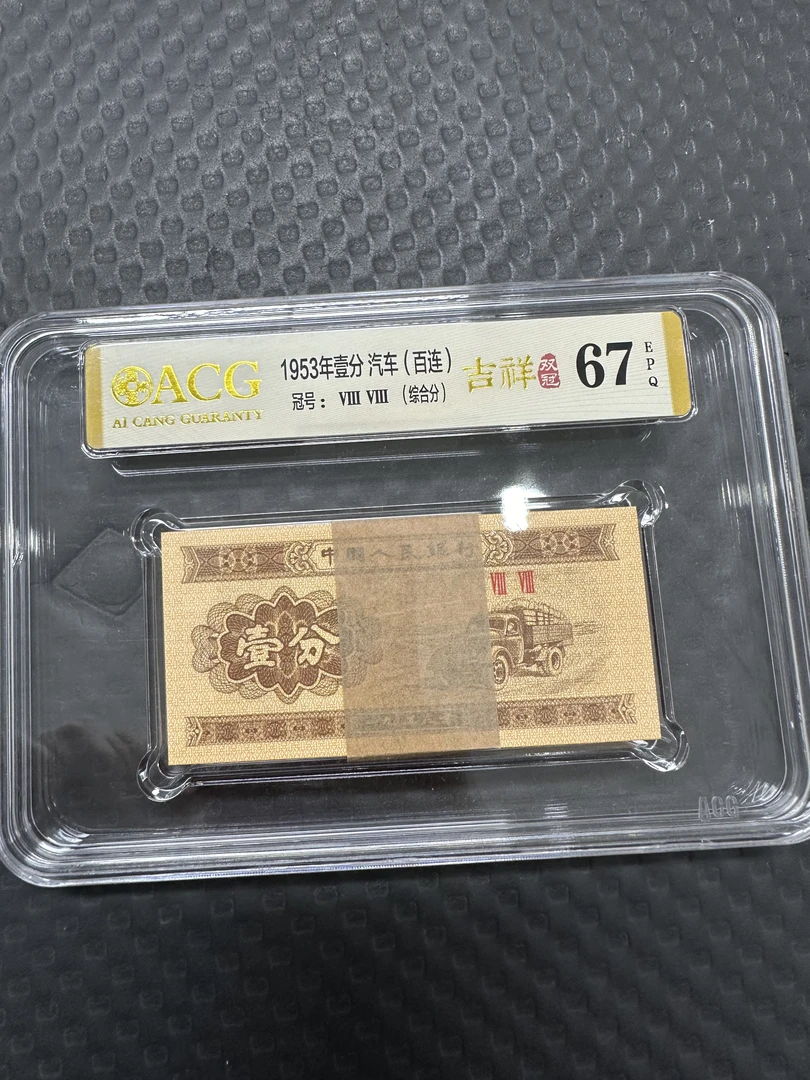 ACG
AI CANG GUARANTY
1953年壹分 汽车（百连）
冠号： VIII VIII （综合分）
吉祥
双冠
67
EPQ
中国人民银行
VIII VIII
壹分
ACG